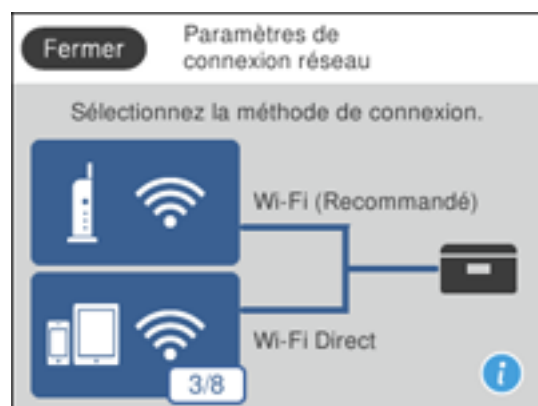 Fermer
Paramètres de
connexion réseau
Sélectionnez la méthode de connexion.
Wi-Fi (Recommandé)
Wi-Fi Direct
3/8
i